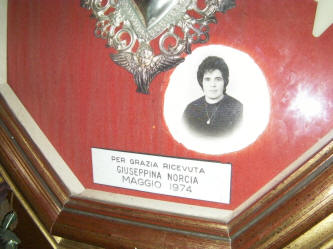 PER GRAZIA RICEVUTA
GIUSEPPINA NORCIA
MAGGIO 1974